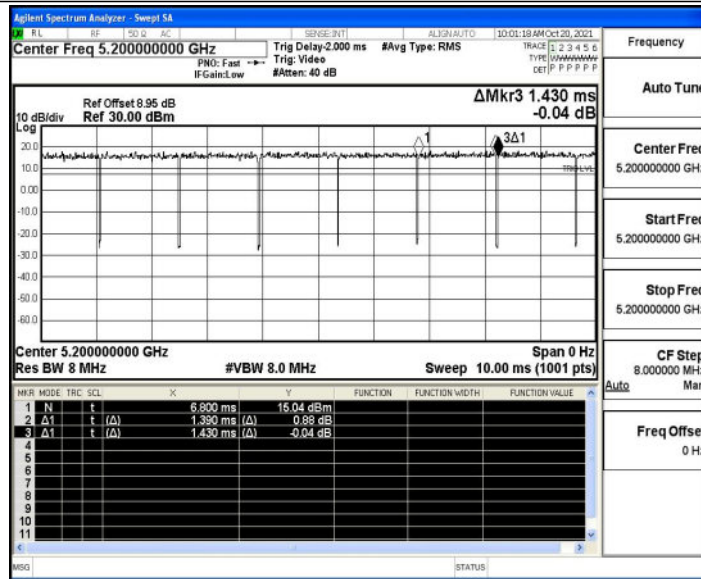 Agilent Spectrum Analyzer - Swept SA
RL RF 50 Ω AC SENSE:INT ALIGNAUTO 10:01:18 AM Oct 20, 2021
Center Freq 5.200000000 GHz
PNO: Fast
IFGain:Low
Trig Delay-2.000 ms
Trig: Video
#Atten: 40 dB
#Avg Type: RMS
TRACE 1 2 3 4 5 6
TYPE
DET P P P P P P
ΔMkr3 1.430 ms
-0.04 dB
Ref Offset 8.95 dB
10 dB/div Ref 30.00 dBm
Log
20.0
10.0
0.00
-10.0
-20.0
-30.0
-40.0
-50.0
-60.0
1
3Δ1
TRIG LVL
Center 5.200000000 GHz Span 0 Hz
Res BW 8 MHz #VBW 8.0 MHz Sweep 10.00 ms (1001 pts)
MKR MODE TRC SCL X Y FUNCTION FUNCTION WIDTH FUNCTION VALUE
1 N t 6.800 ms 15.04 dBm
2 Δ1 t (Δ) 1.390 ms (Δ) 0.88 dB
3 Δ1 t (Δ) 1.430 ms (Δ) -0.04 dB
4
5
6
7
8
9
10
11
MSG STATUS
Frequency
Auto Tune
Center Freq
5.200000000 GHz
Start Freq
5.200000000 GHz
Stop Freq
5.200000000 GHz
CF Step
8.000000 MHz
Auto Man
Freq Offset
0 Hz